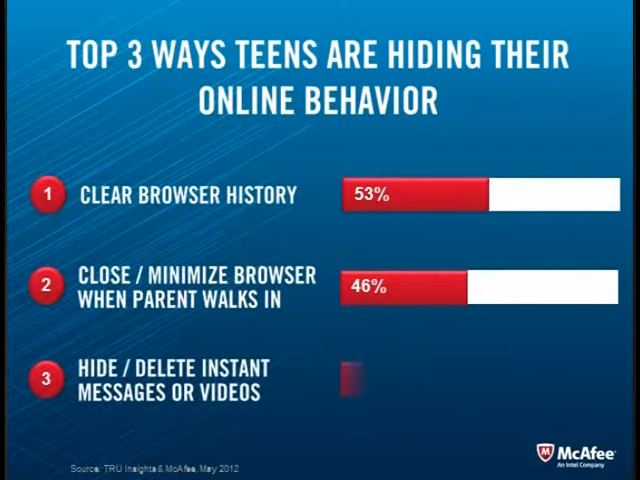 TOP 3 WAYS TEENS ARE HIDING THEIR
ONLINE BEHAVIOR
1 CLEAR BROWSER HISTORY 53%
2 CLOSE / MINIMIZE BROWSER
WHEN PARENT WALKS IN 46%
3 HIDE / DELETE INSTANT
MESSAGES OR VIDEOS
Source: TRU Insights & McAfee, May 2012
McAfee
An Intel Company